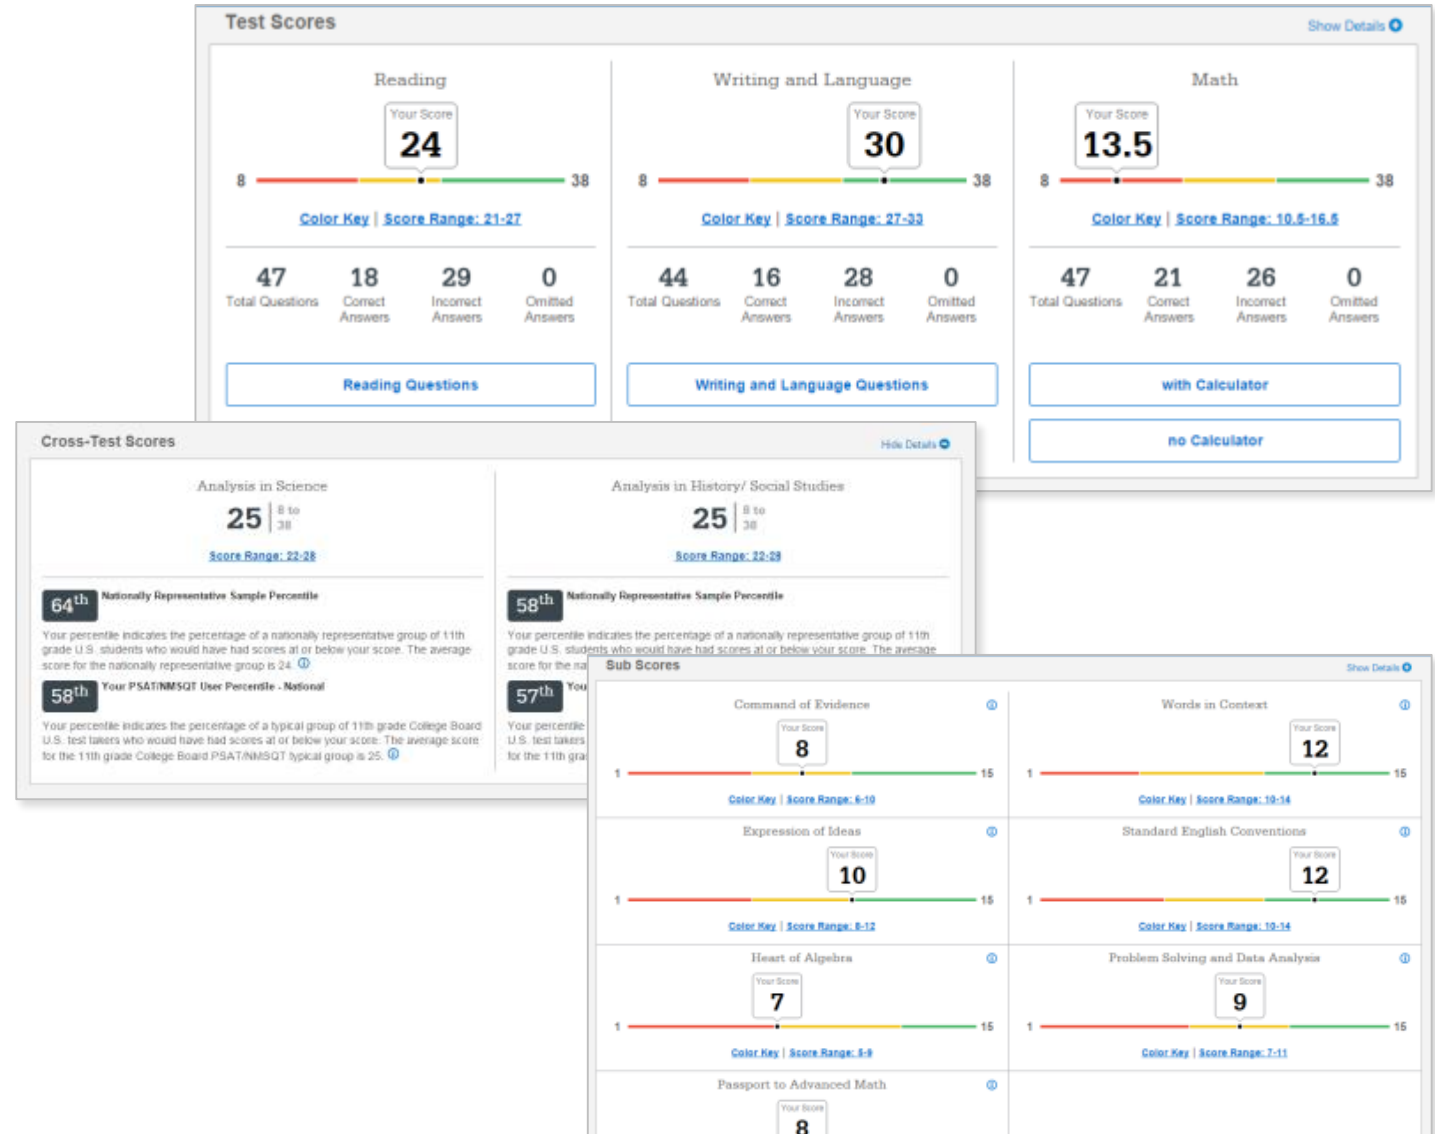 Test Scores
Show Details
Reading
Your Score
24
8
38
Color Key | Score Range: 21-27
47
18
29
0
Total Questions
Correct Answers
Incorrect Answers
Omitted Answers
Reading Questions
Writing and Language
Your Score
30
8
38
Color Key | Score Range: 27-33
44
16
28
0
Total Questions
Correct Answers
Incorrect Answers
Omitted Answers
Writing and Language Questions
Math
Your Score
13.5
8
38
Color Key | Score Range: 10.5-16.5
47
21
26
0
Total Questions
Correct Answers
Incorrect Answers
Omitted Answers
with Calculator
no Calculator
Cross-Test Scores
Hide Details
Analysis in Science
25 | 8 to 38
Score Range: 22-28
64th Nationally Representative Sample Percentile
Your percentile indicates the percentage of a nationally representative group of 11th
grade U.S. students who would have had scores at or below your score. The average
score for the nationally representative group is 24.
58th Your PSAT/NMSQT User Percentile - National
Your percentile indicates the percentage of a typical group of 11th grade College Board
U.S. test takers who would have had scores at or below your score. The average score
for the 11th grade College Board PSAT/NMSQT typical group is 25.
Analysis in History/ Social Studies
25 | 8 to 38
Score Range: 22-28
58th Nationally Representative Sample Percentile
Your percentile indicates the percentage of a nationally representative group of 11th
grade U.S. students who would have had scores at or below your score. The average
score for the na
57th You
Your percentile
U.S. test takers
for the 11th gra
Sub Scores
Show Details
Command of Evidence
Your Score
8
1
15
Color Key | Score Range: 6-10
Words in Context
Your Score
12
1
15
Color Key | Score Range: 10-14
Expression of Ideas
Your Score
10
1
15
Color Key | Score Range: 8-12
Standard English Conventions
Your Score
12
1
15
Color Key | Score Range: 10-14
Heart of Algebra
Your Score
7
1
15
Color Key | Score Range: 5-9
Problem Solving and Data Analysis
Your Score
9
1
15
Color Key | Score Range: 7-11
Passport to Advanced Math
Your Score
8